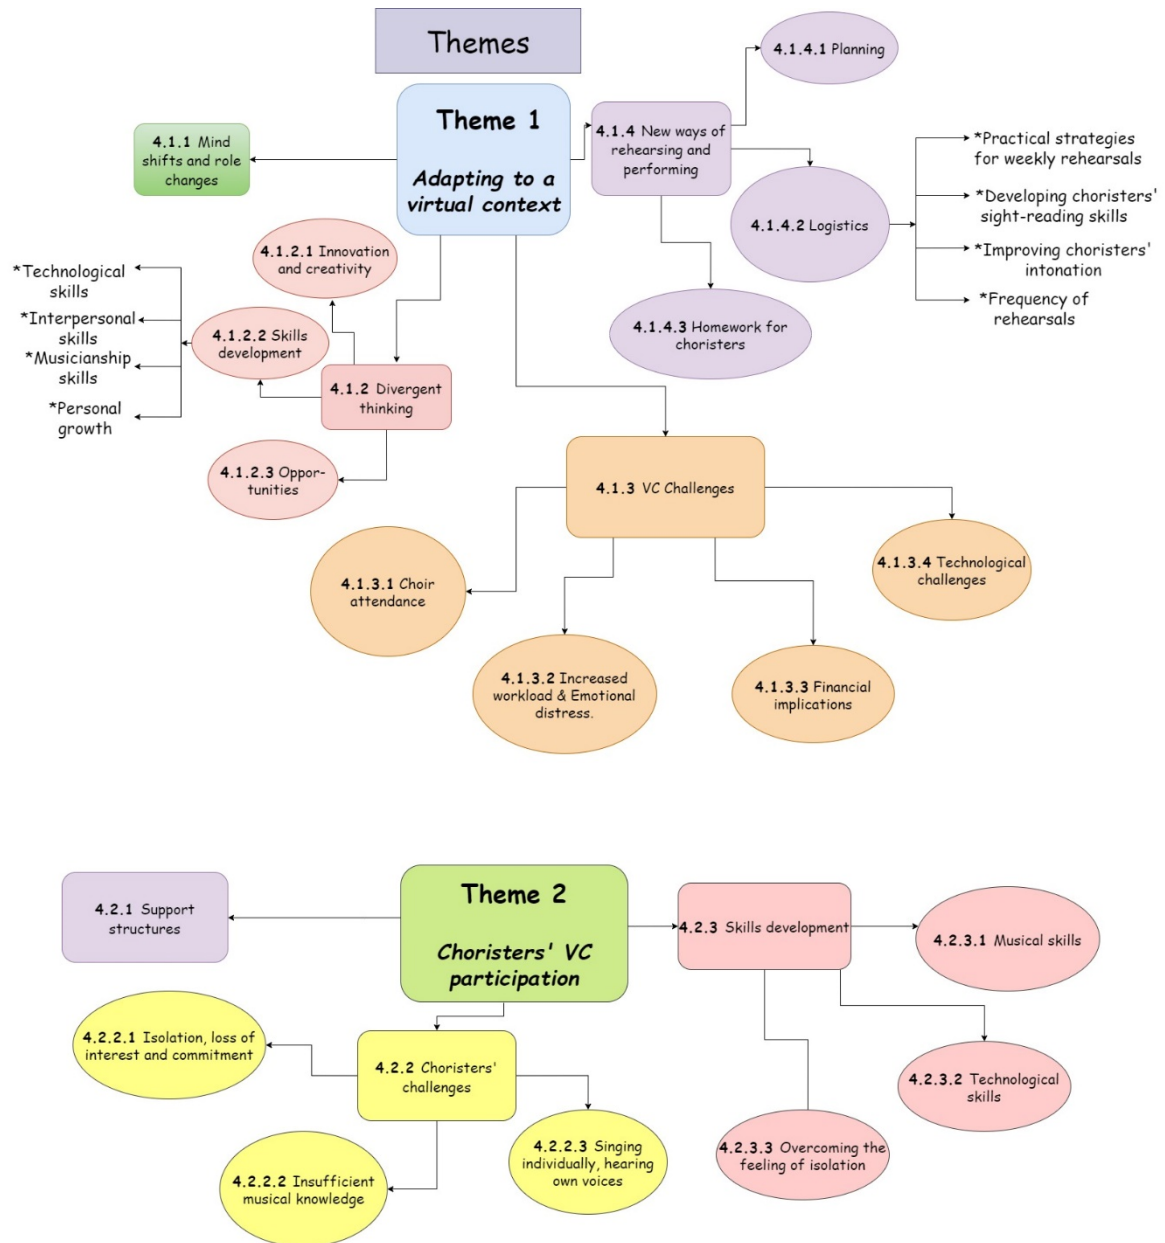 Themes
Theme 1
Adapting to a
virtual context
4.1.1 Mind
shifts and role
changes
4.1.4 New ways of
rehearsing and
performing
4.1.4.1 Planning
4.1.4.2 Logistics
*Practical strategies
for weekly rehearsals
*Developing choristers'
sight-reading skills
*Improving choristers'
intonation
*Frequency of
rehearsals
4.1.4.3 Homework for
choristers
4.1.2.1 Innovation
and creativity
4.1.2.2 Skills
development
*Technological
skills
*Interpersonal
skills
*Musicianship
skills
*Personal
growth
4.1.2 Divergent
thinking
4.1.2.3 Oppor-
tunities
4.1.3 VC Challenges
4.1.3.1 Choir
attendance
4.1.3.2 Increased
workload & Emotional
distress.
4.1.3.3 Financial
implications
4.1.3.4 Technological
challenges
Theme 2
Choristers' VC
participation
4.2.1 Support
structures
4.2.3 Skills development
4.2.3.1 Musical skills
4.2.2.1 Isolation, loss of
interest and commitment
4.2.2 Choristers'
challenges
4.2.3.2 Technological
skills
4.2.2.3 Singing
individually, hearing
own voices
4.2.3.3 Overcoming the
feeling of isolation
4.2.2.2 Insufficient
musical knowledge